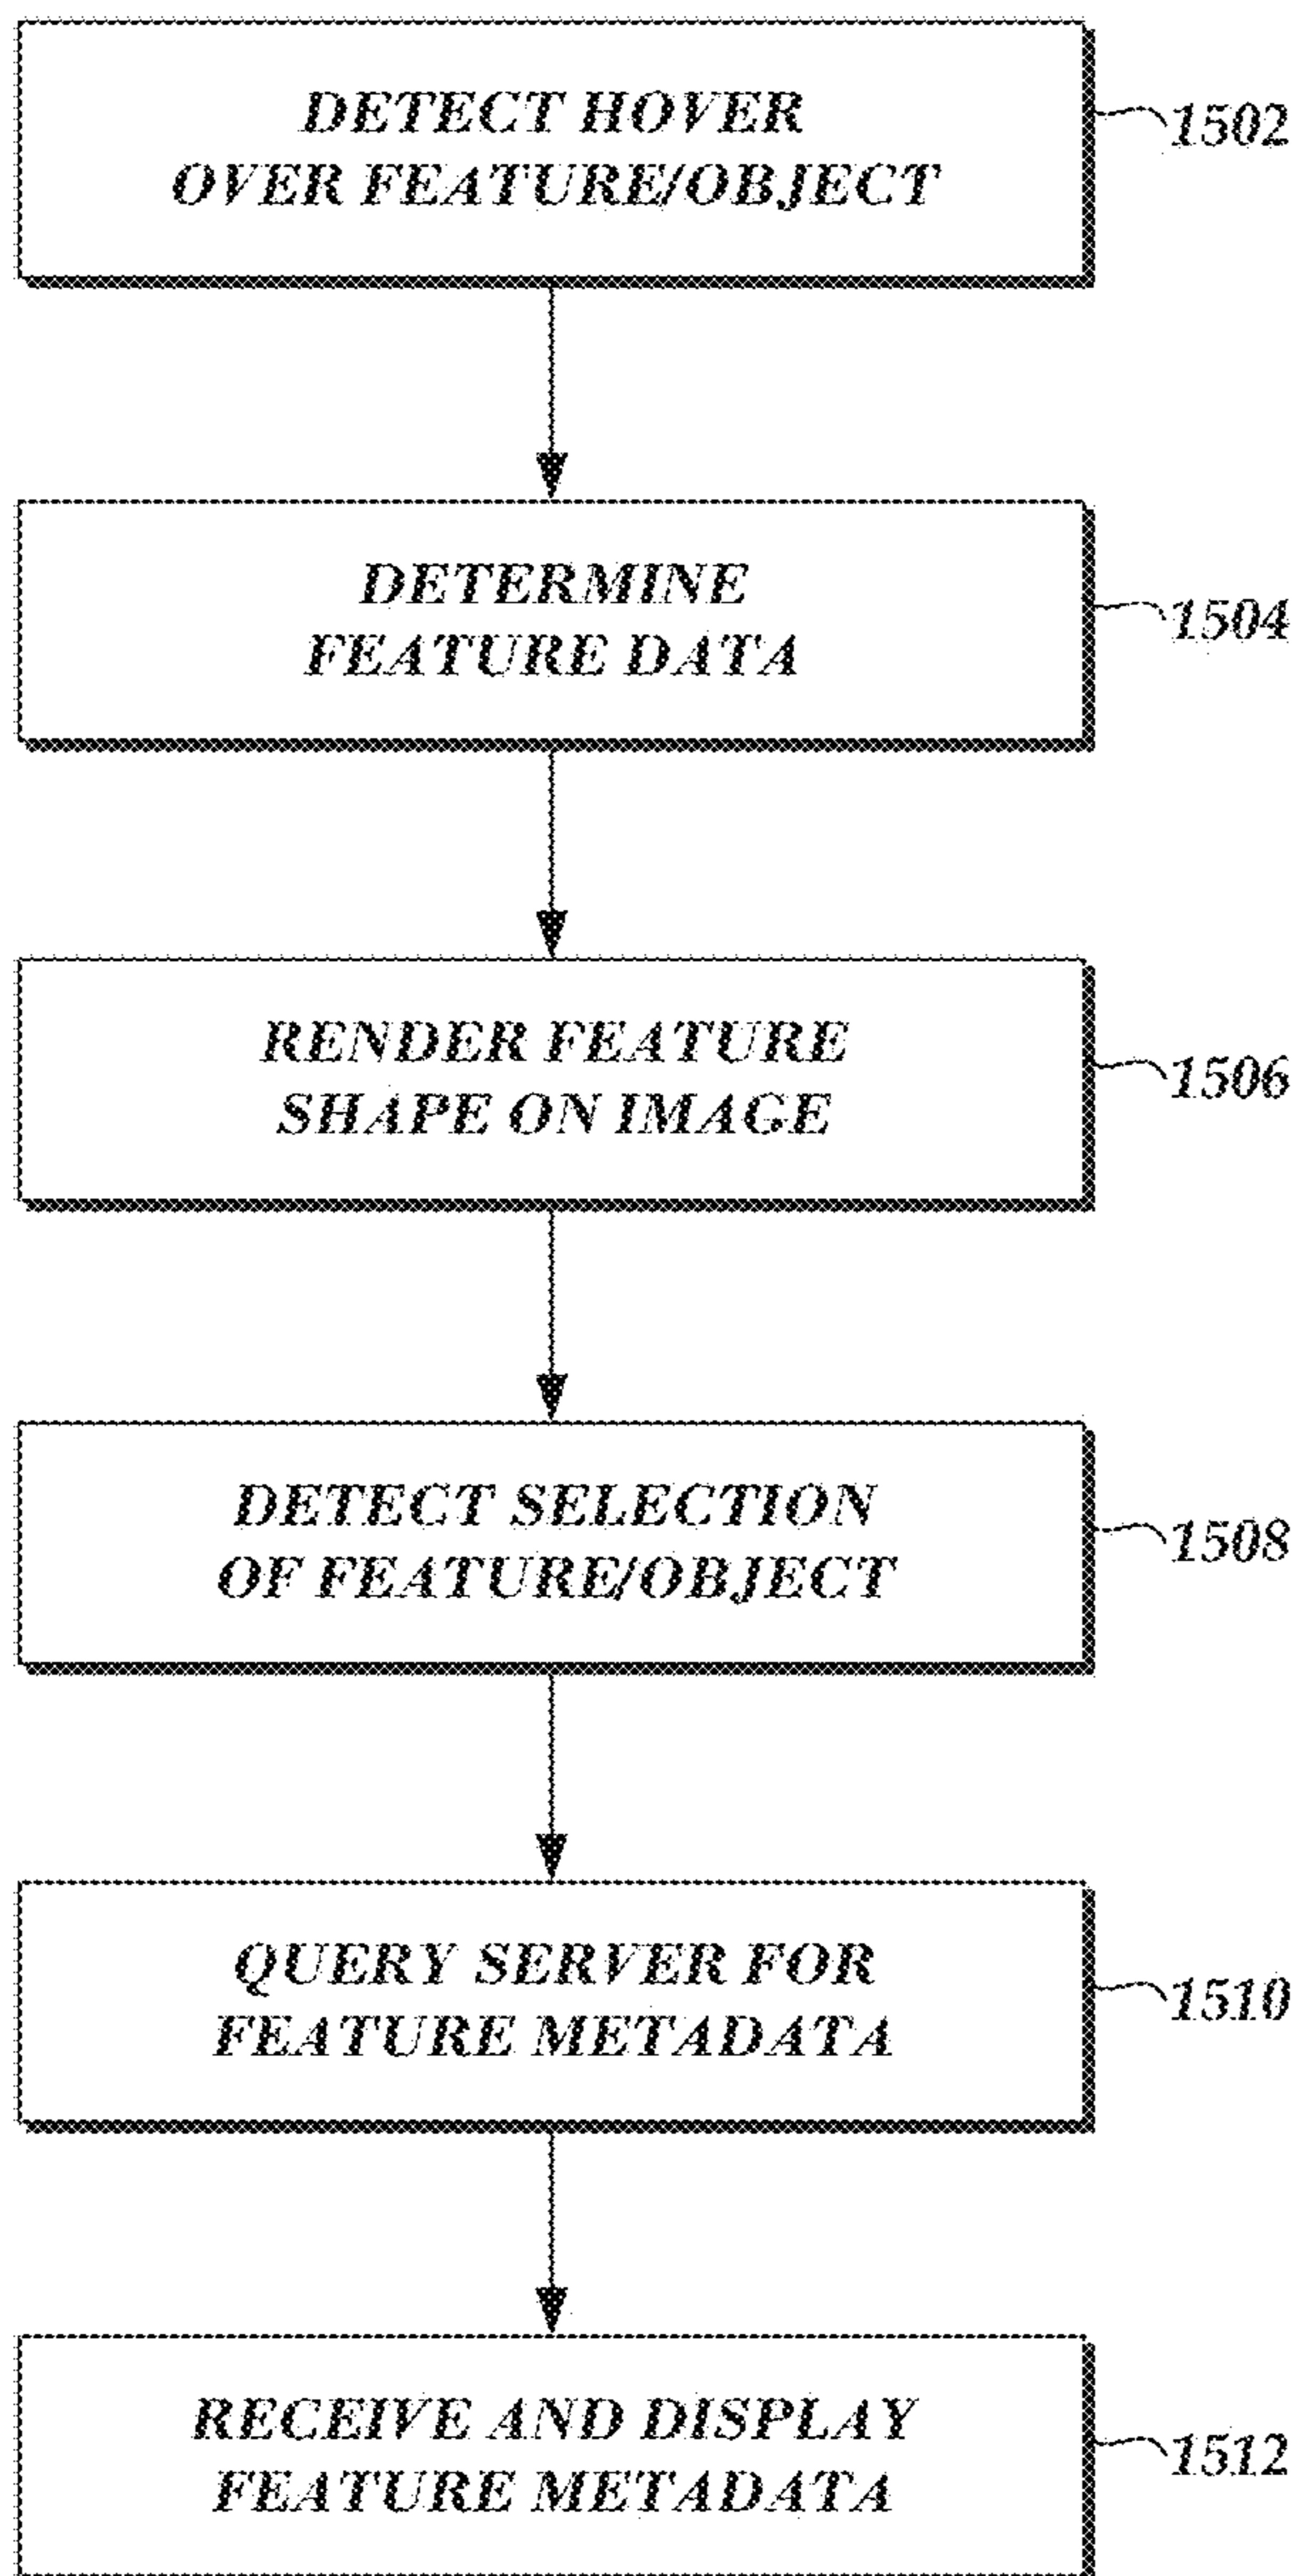 DETECT HOVER
OVER FEATURE/OBJECT
1502
DETERMINE
FEATURE DATA
1504
RENDER FEATURE
SHAPE ON IMAGE
1506
DETECT SELECTION
OF FEATURE/OBJECT
1508
QUERY SERVER FOR
FEATURE METADATA
1510
RECEIVE AND DISPLAY
FEATURE METADATA
1512